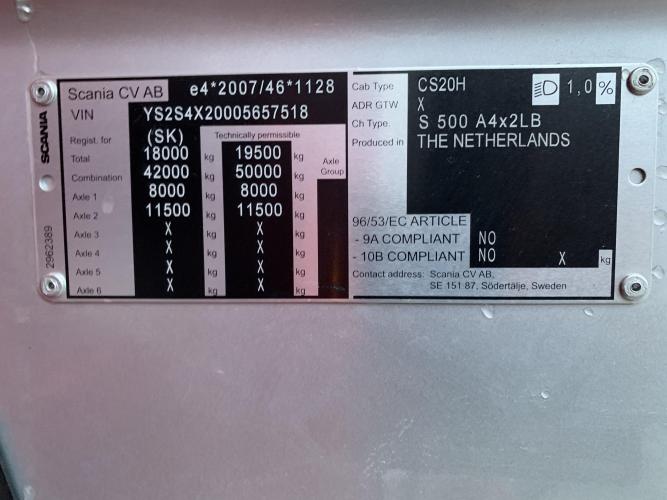 Scania CV AB e4*2007/46*1128
VIN YS2S4X20005657518
Regist. for (SK) Technically permissible
Total 18000 kg 19500 kg Axle Group
Combination 42000 kg 50000 kg
Axle 1 8000 kg 8000 kg
Axle 2 11500 kg 11500 kg
Axle 3 X kg X kg
Axle 4 X kg X kg
Axle 5 X kg X kg
Axle 6 X kg X kg
SCANIA
2962389
Cab Type CS20H 1,0 %
ADR GTW X
Ch Type. S 500 A4x2LB
Produced in THE NETHERLANDS
96/53/EC ARTICLE
- 9A COMPLIANT NO
- 10B COMPLIANT NO X kg
Contact address: Scania CV AB,
SE 151 87, Södertälje, Sweden